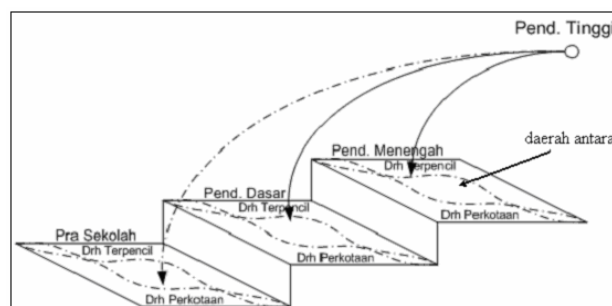 Pend. Tinggi
daerah antara
Pend. Menengah
Drh Terpencil
Drh Perkotaan
Pend. Dasar
Drh Terpencil
Drh Perkotaan
Pra Sekolah
Drh Terpencil
Drh Perkotaan